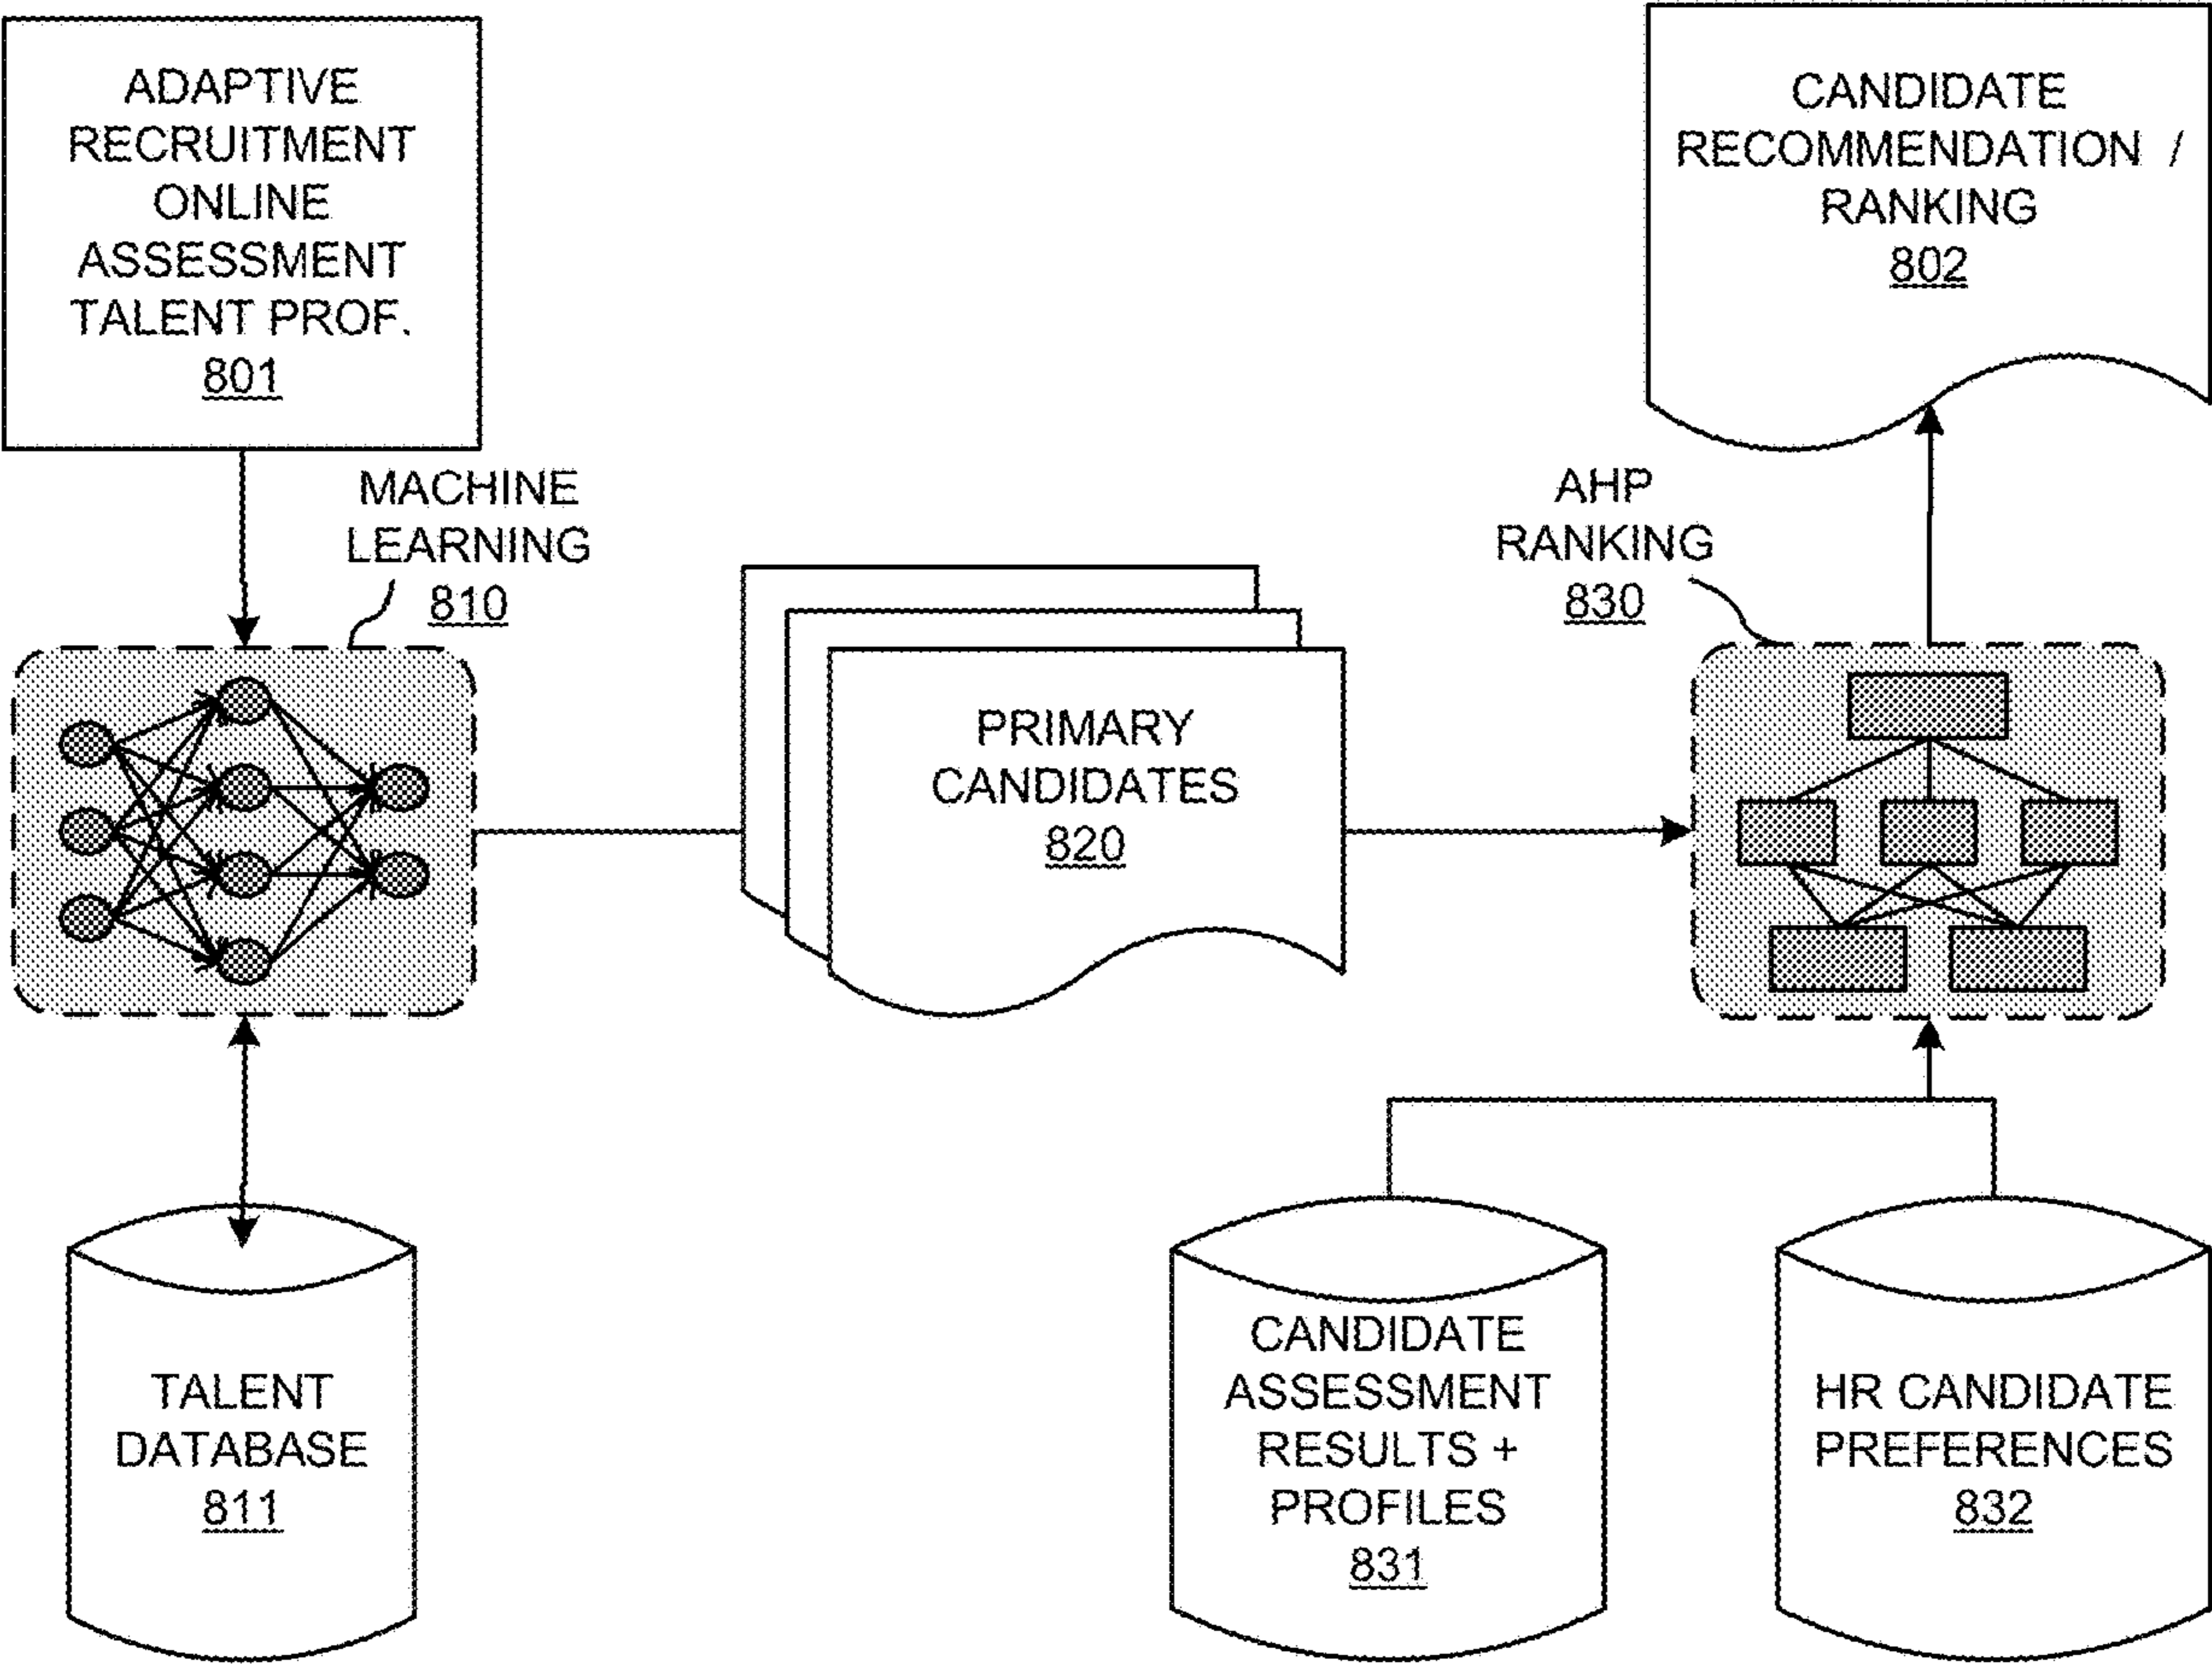 ADAPTIVE
RECRUITMENT
ONLINE
ASSESSMENT
TALENT PROF.
801
CANDIDATE
RECOMMENDATION /
RANKING
802
MACHINE
LEARNING
810
AHP
RANKING
830
PRIMARY
CANDIDATES
820
TALENT
DATABASE
811
CANDIDATE
ASSESSMENT
RESULTS +
PROFILES
831
HR CANDIDATE
PREFERENCES
832